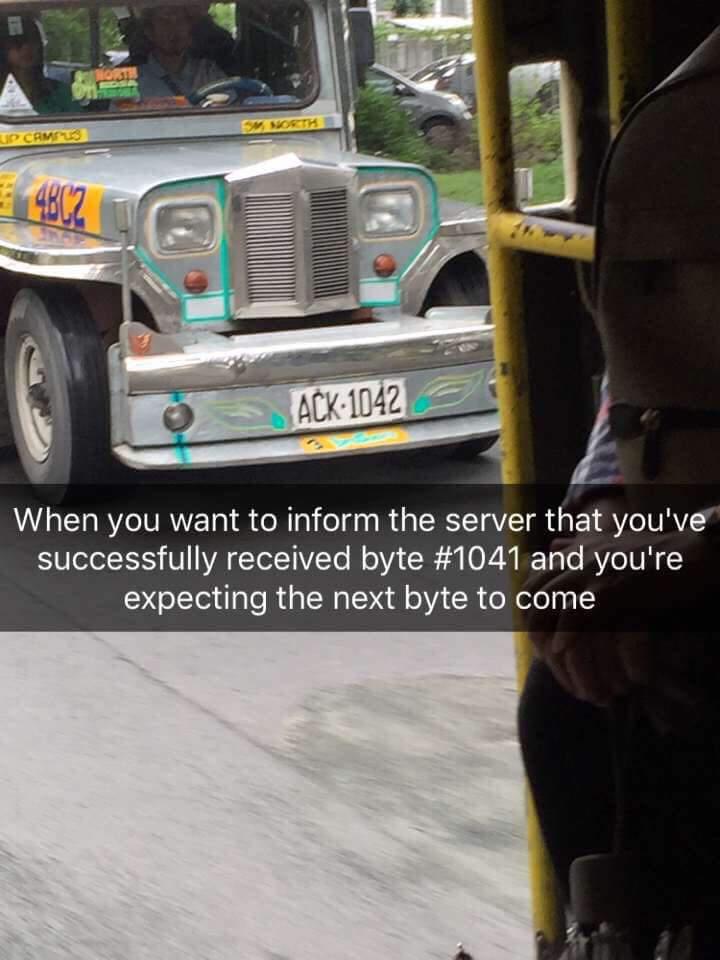 NORTH
UP CAMPUS
SM NORTH
4BCZ
ACK·1042
When you want to inform the server that you've
successfully received byte #1041 and you're
expecting the next byte to come